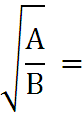 √(A/B) =